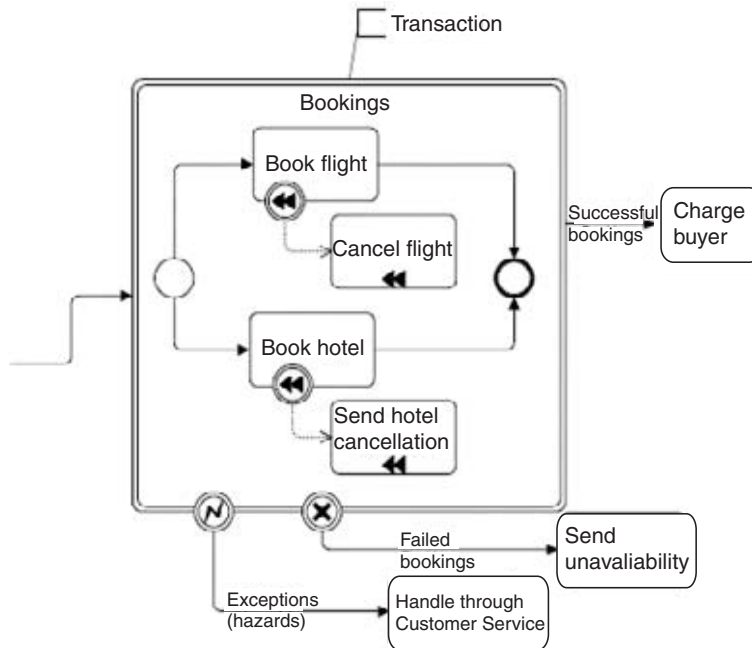 Transaction
Bookings
Book flight
Cancel flight
Successful
bookings
Charge
buyer
Book hotel
Send hotel
cancellation
Failed
bookings
Send
unavaliability
Exceptions
(hazards)
Handle through
Customer Service